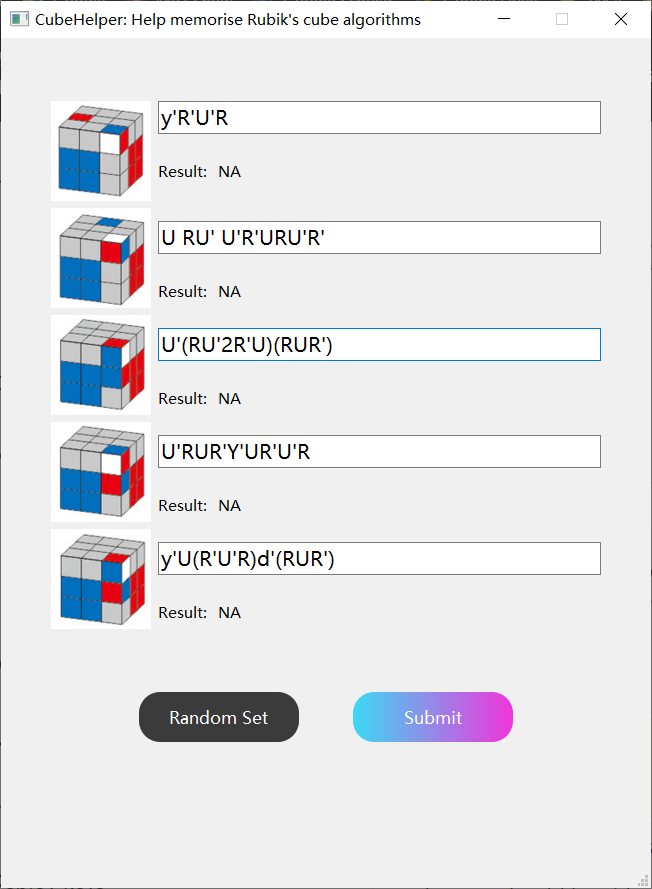 CubeHelper: Help memorise Rubik's cube algorithms
y'R'U'R
Result: NA
U RU' U'R'URU'R'
Result: NA
U'(RU'2R'U)(RUR')
Result: NA
U'RUR'Y'UR'U'R
Result: NA
y'U(R'U'R)d'(RUR')
Result: NA
Random Set
Submit